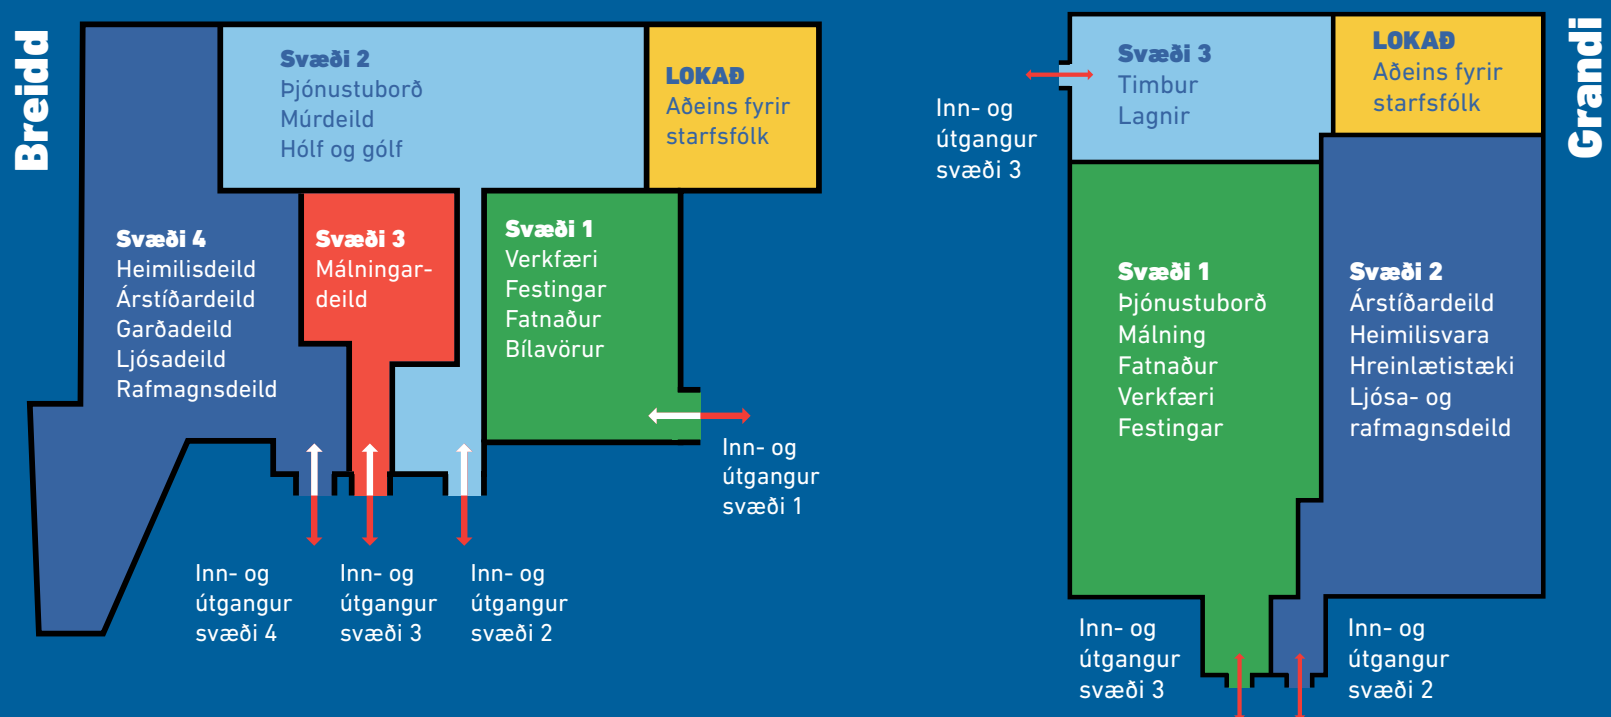 Breidd
Svæði 2
Þjónustuborð
Múrdeild
Hólf og gólf
LOKAÐ
Aðeins fyrir
starfsfólk
Svæði 4
Heimilisdeild
Árstíðardeild
Garðadeild
Ljósadeild
Rafmagnsdeild
Svæði 3
Málningar-
deild
Svæði 1
Verkfæri
Festingar
Fatnaður
Bílavörur
Inn- og
útgangur
svæði 1
Inn- og
útgangur
svæði 4
Inn- og
útgangur
svæði 3
Inn- og
útgangur
svæði 2
Grandi
Svæði 3
Timbur
Lagnir
LOKAÐ
Aðeins fyrir
starfsfólk
Inn- og
útgangur
svæði 3
Svæði 1
Þjónustuborð
Málning
Fatnaður
Verkfæri
Festingar
Svæði 2
Árstíðardeild
Heimilisvara
Hreinlætistæki
Ljósa- og
rafmagnsdeild
Inn- og
útgangur
svæði 3
Inn- og
útgangur
svæði 2